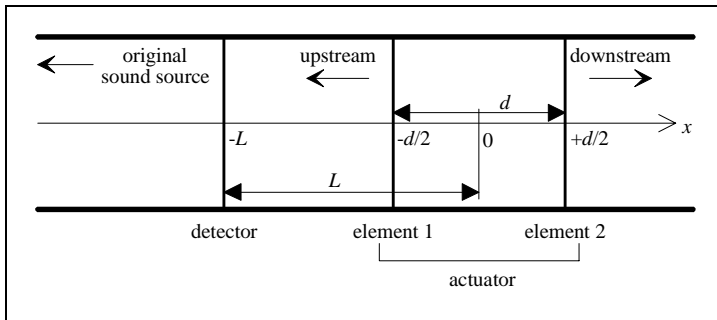 original
sound source
upstream
downstream
d
x
-L
-d/2
0
+d/2
L
detector
element 1
element 2
actuator